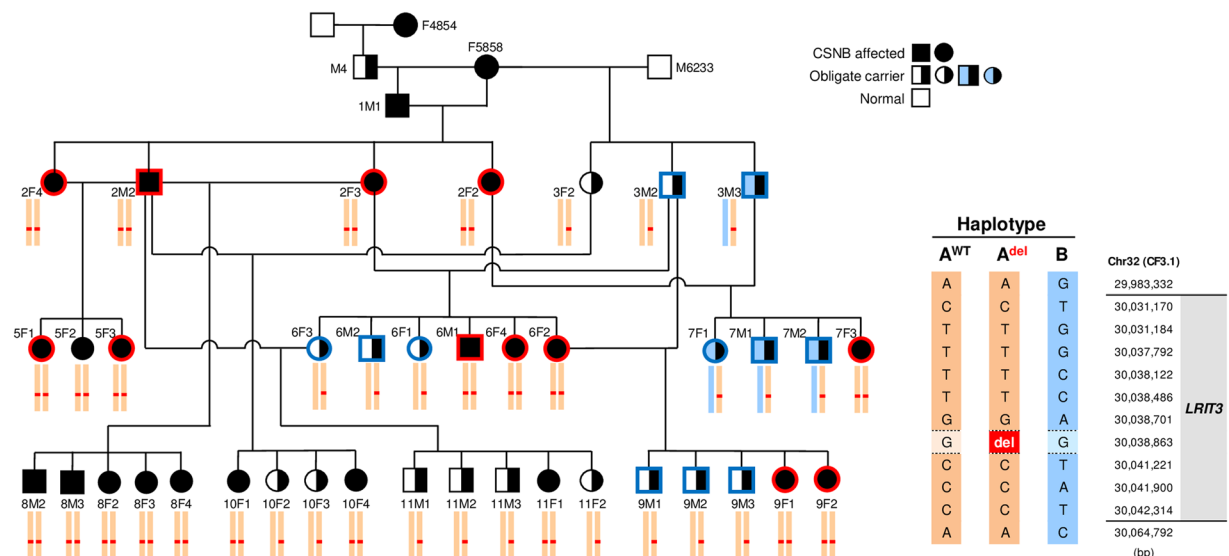 F4854
F5858
M4
M6233
1M1
CSNB affected
Obligate carrier
Normal
2F4
2M2
2F3
2F2
3F2
3M2
3M3
5F1
5F2
5F3
6F3
6M2
6F1
6M1
6F4
6F2
7F1
7M1
7M2
7F3
8M2
8M3
8F2
8F3
8F4
10F1
10F2
10F3
10F4
11M1
11M2
11M3
11F1
11F2
9M1
9M2
9M3
9F1
9F2
Haplotype
AWT Adel B Chr32 (CF3.1)
A A G 29,983,332
C C T 30,031,170
T T G 30,031,184
T T G 30,037,792
T T C 30,038,122
T T C 30,038,486
G G A 30,038,701
G del G 30,038,863
C C T 30,041,221
C C A 30,041,900
C C T 30,042,314
A A C 30,064,792
LRIT3
(bp)